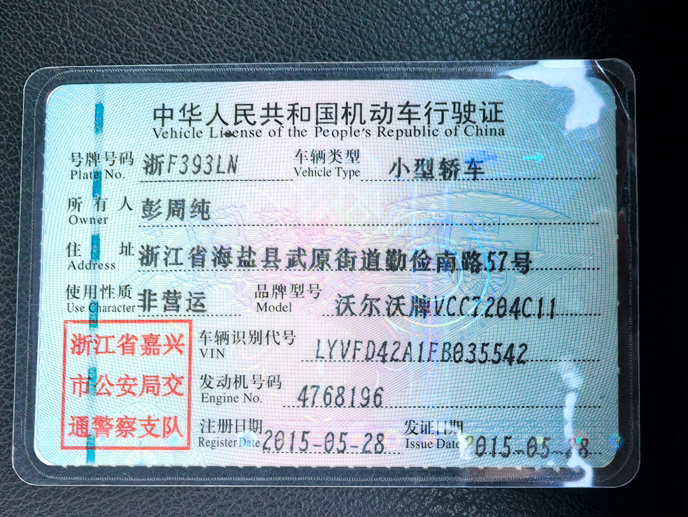 中华人民共和国机动车行驶证
Vehicle License of the People's Republic of China
号牌号码 Plate No. 浙F393LN 车辆类型 Vehicle Type 小型轿车
所有人 Owner 彭周纯
住址 Address 浙江省海盐县武原街道勤俭南路57号
使用性质 Use Character 非营运 品牌型号 Model 沃尔沃牌VCC7204C11
车辆识别代号 VIN LYVFD42A1FB035542
发动机号码 Engine No. 4768196
注册日期 Register Date 2015-05-28 发证日期 Issue Date 2015-05-28
浙江省嘉兴
市公安局交
通警察支队